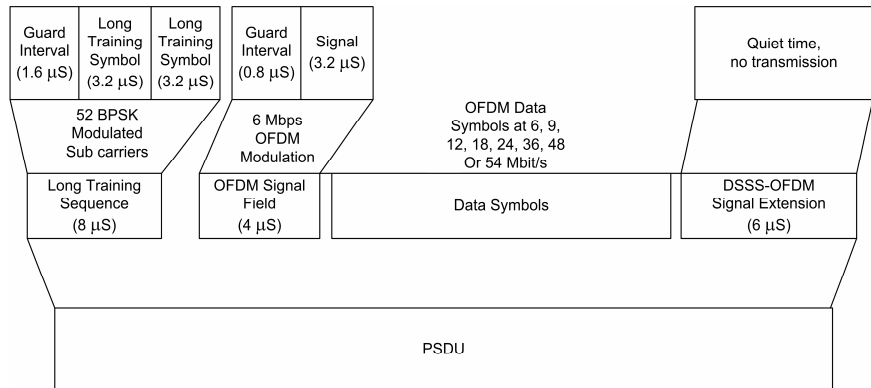 Guard
Interval
(1.6 µS)
Long
Training
Symbol
(3.2 µS)
Long
Training
Symbol
(3.2 µS)
Guard
Interval
(0.8 µS)
Signal
(3.2 µS)
Quiet time,
no transmission
52 BPSK
Modulated
Sub carriers
6 Mbps
OFDM
Modulation
OFDM Data
Symbols at 6, 9,
12, 18, 24, 36, 48
Or 54 Mbit/s
Long Training
Sequence
(8 µS)
OFDM Signal
Field
(4 µS)
Data Symbols
DSSS-OFDM
Signal Extension
(6 µS)
PSDU